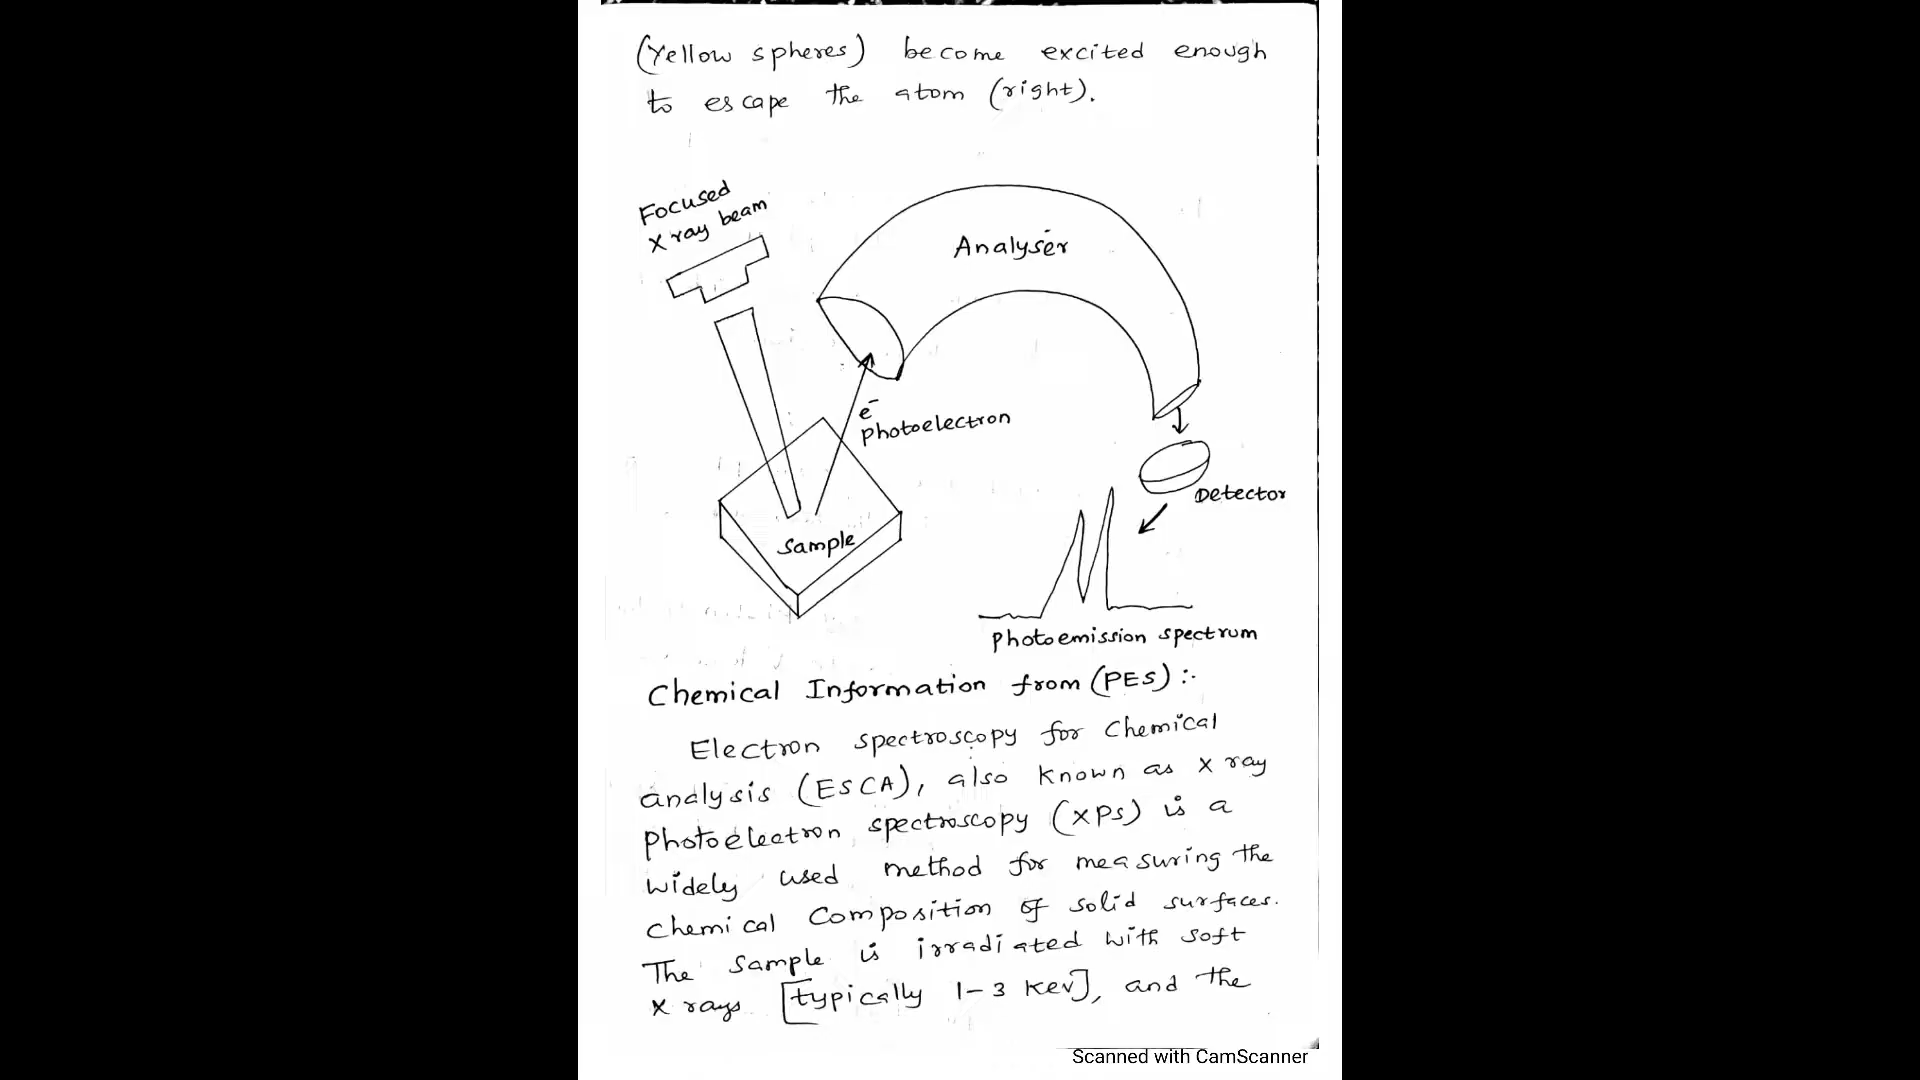 (Yellow spheres) become excited enough
to escape the atom (right).
Focused
X ray beam
Analyser
e⁻
photoelectron
Detector
Sample
photoemission spectrum
Chemical Information from (PES) :-
Electron spectroscopy for Chemical
analysis (ESCA), also known as X ray
photoelectron spectroscopy (XPS) is a
widely used method for measuring the
chemical composition of solid surfaces.
The sample is irradiated with soft
X rays [typically 1-3 Kev], and the
Scanned with CamScanner